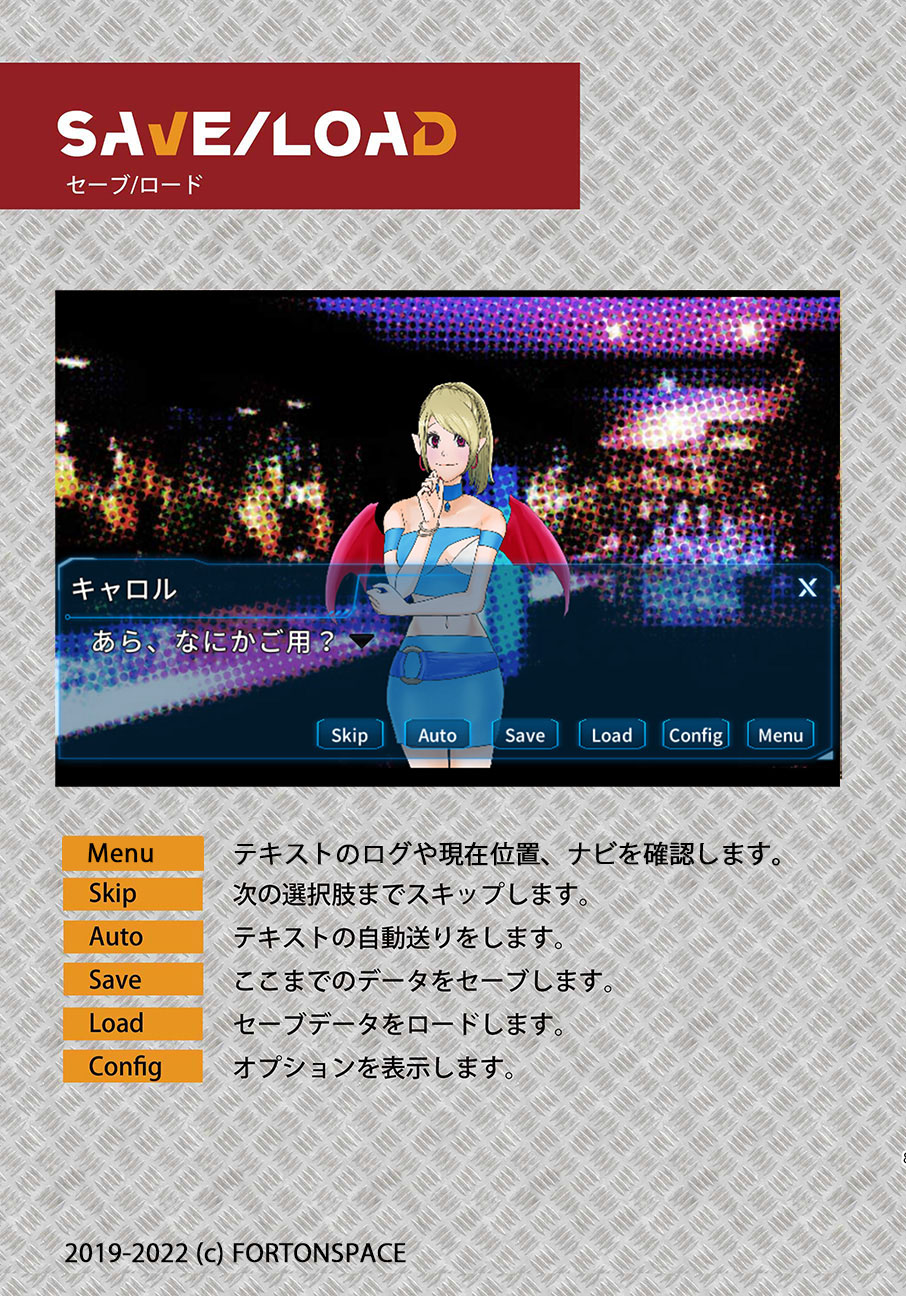 SAVE/LOAD
セーブ/ロード
キャロル
X
あら、なにかご用？
Skip Auto Save Load Config Menu
Menu テキストのログや現在位置、ナビを確認します。
Skip 次の選択肢までスキップします。
Auto テキストの自動送りをします。
Save ここまでのデータをセーブします。
Load セーブデータをロードします。
Config オプションを表示します。
2019-2022 (c) FORTONSPACE